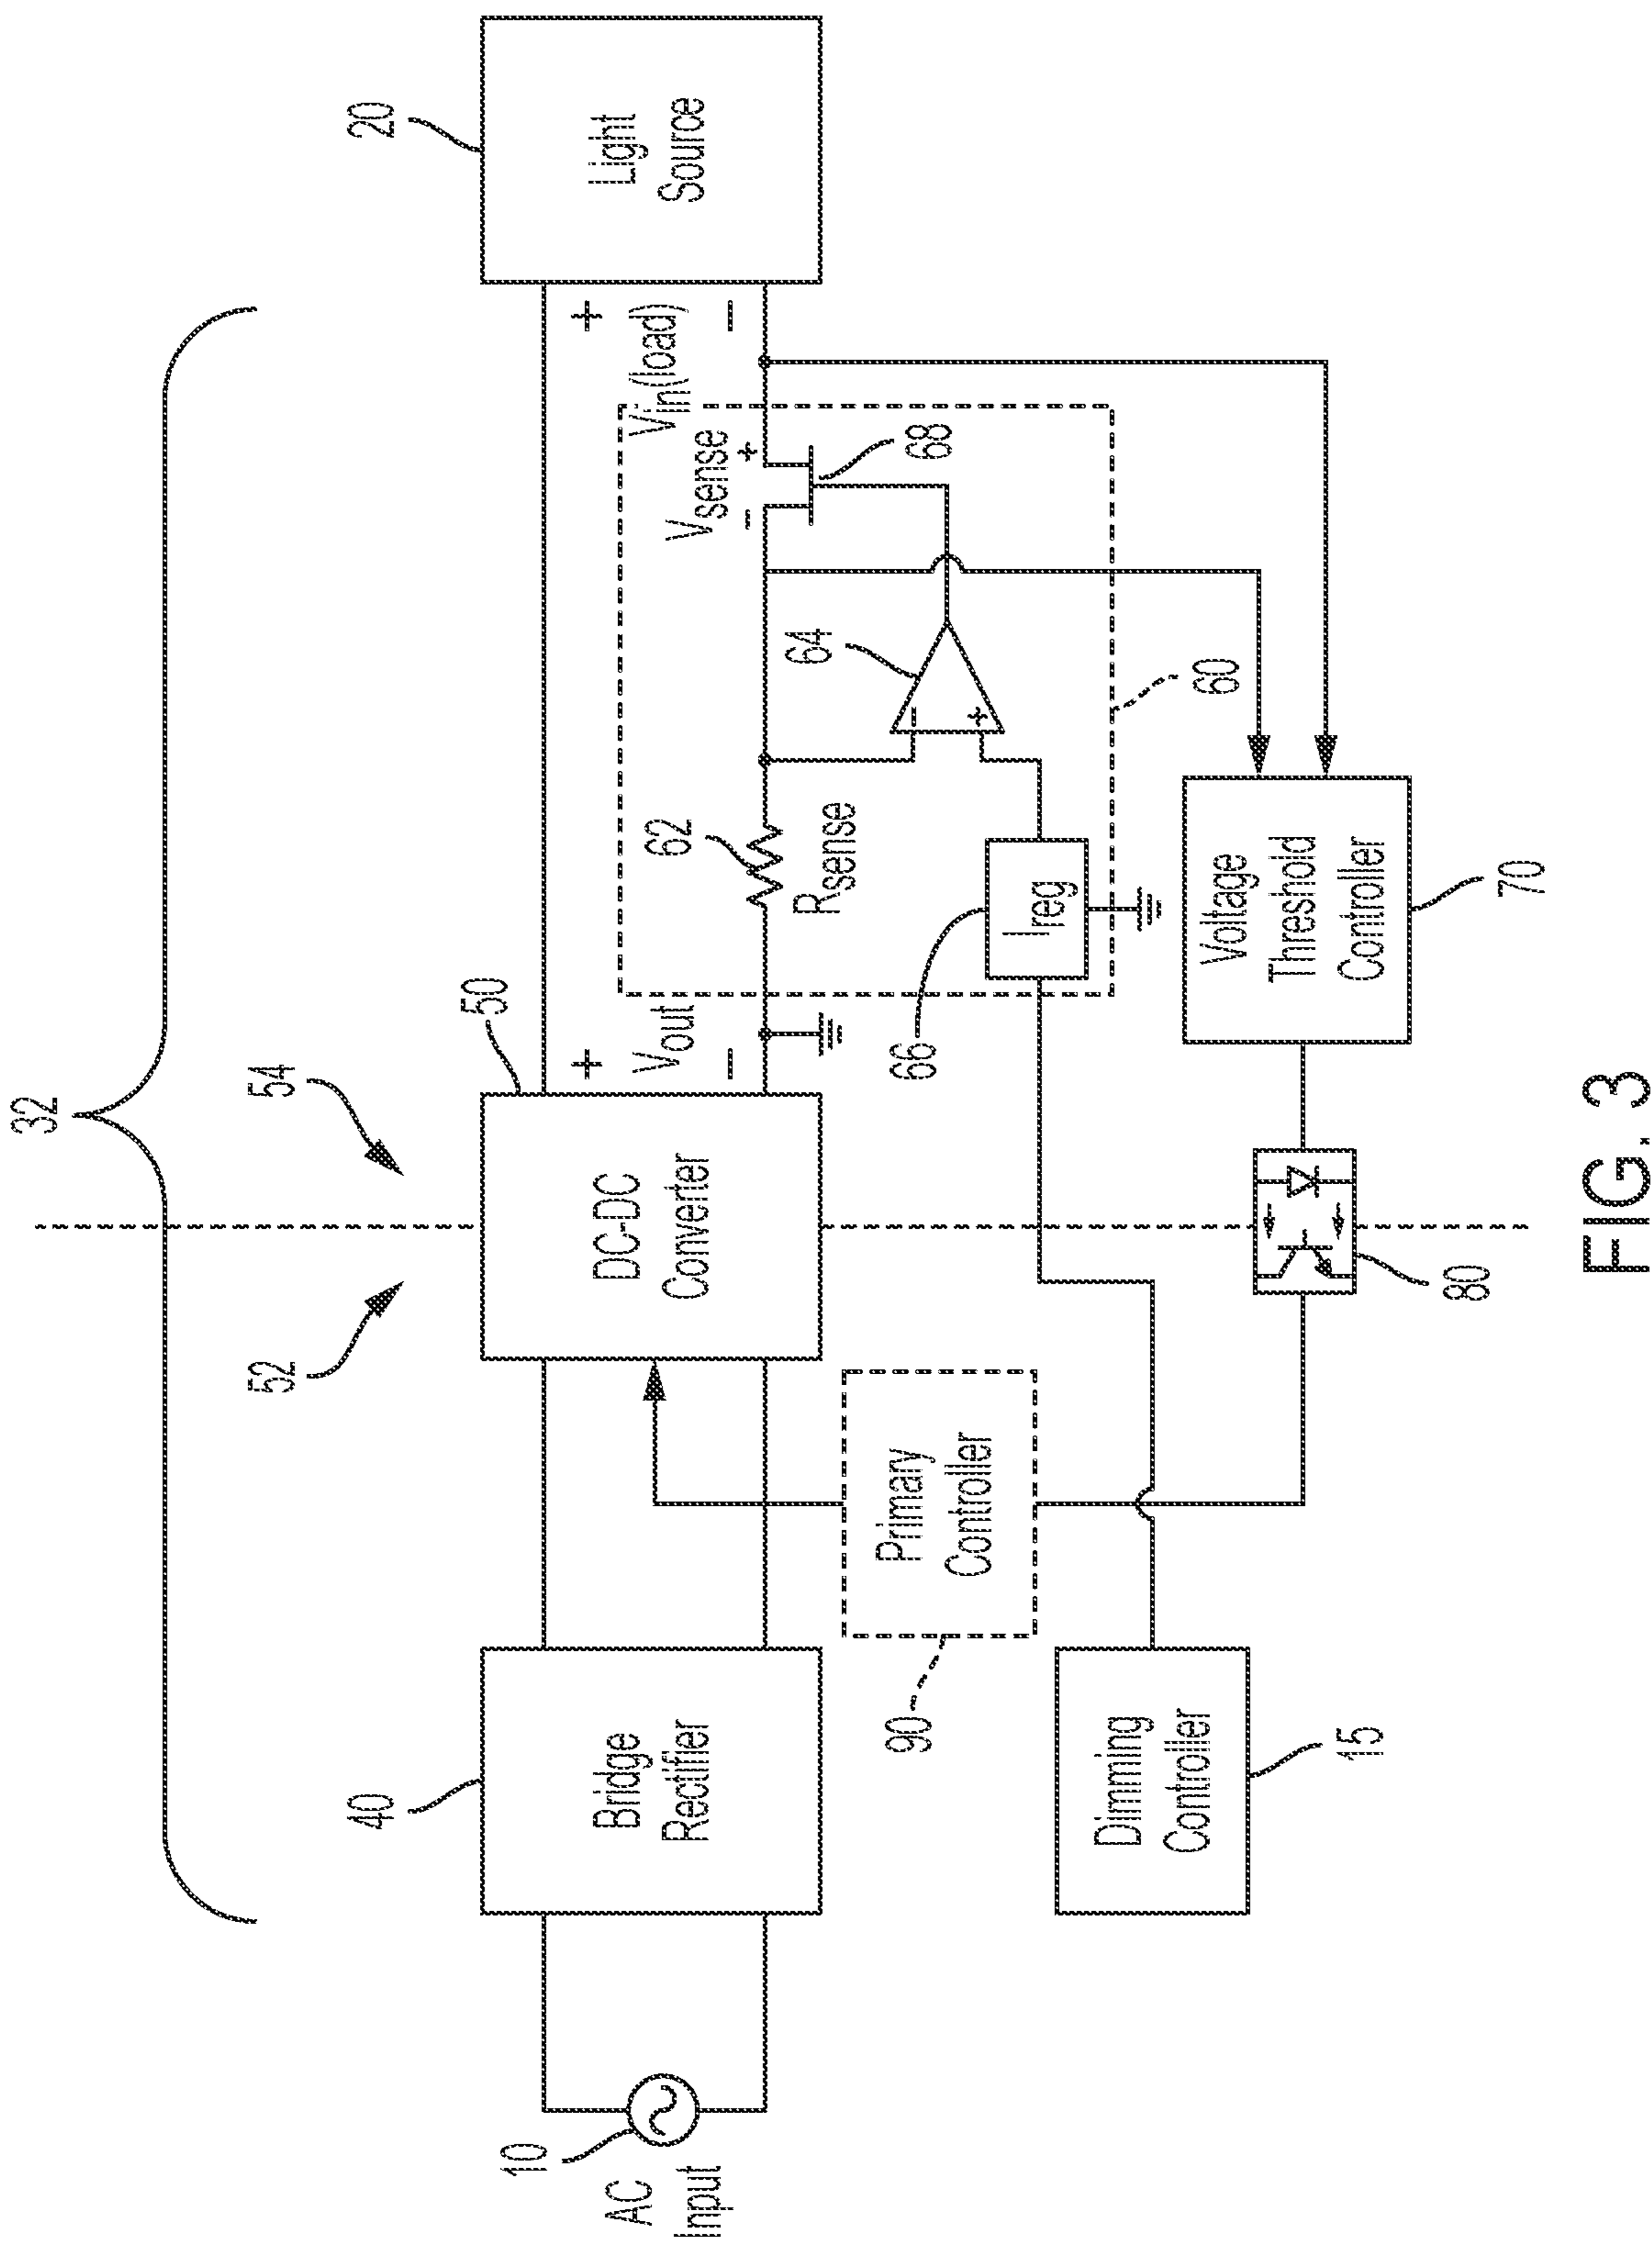 32
54
52
10
AC
Input
40
Bridge
Rectifier
50
DC-DC
Converter
+
Vout
−
62
Rsense
64
−
+
66
Ireg
60
−
Vsense
+
68
+
Vin(load)
−
20
Light
Source
90
Primary
Controller
Dimming
Controller
15
80
Voltage
Threshold
Controller
70
FIG. 3